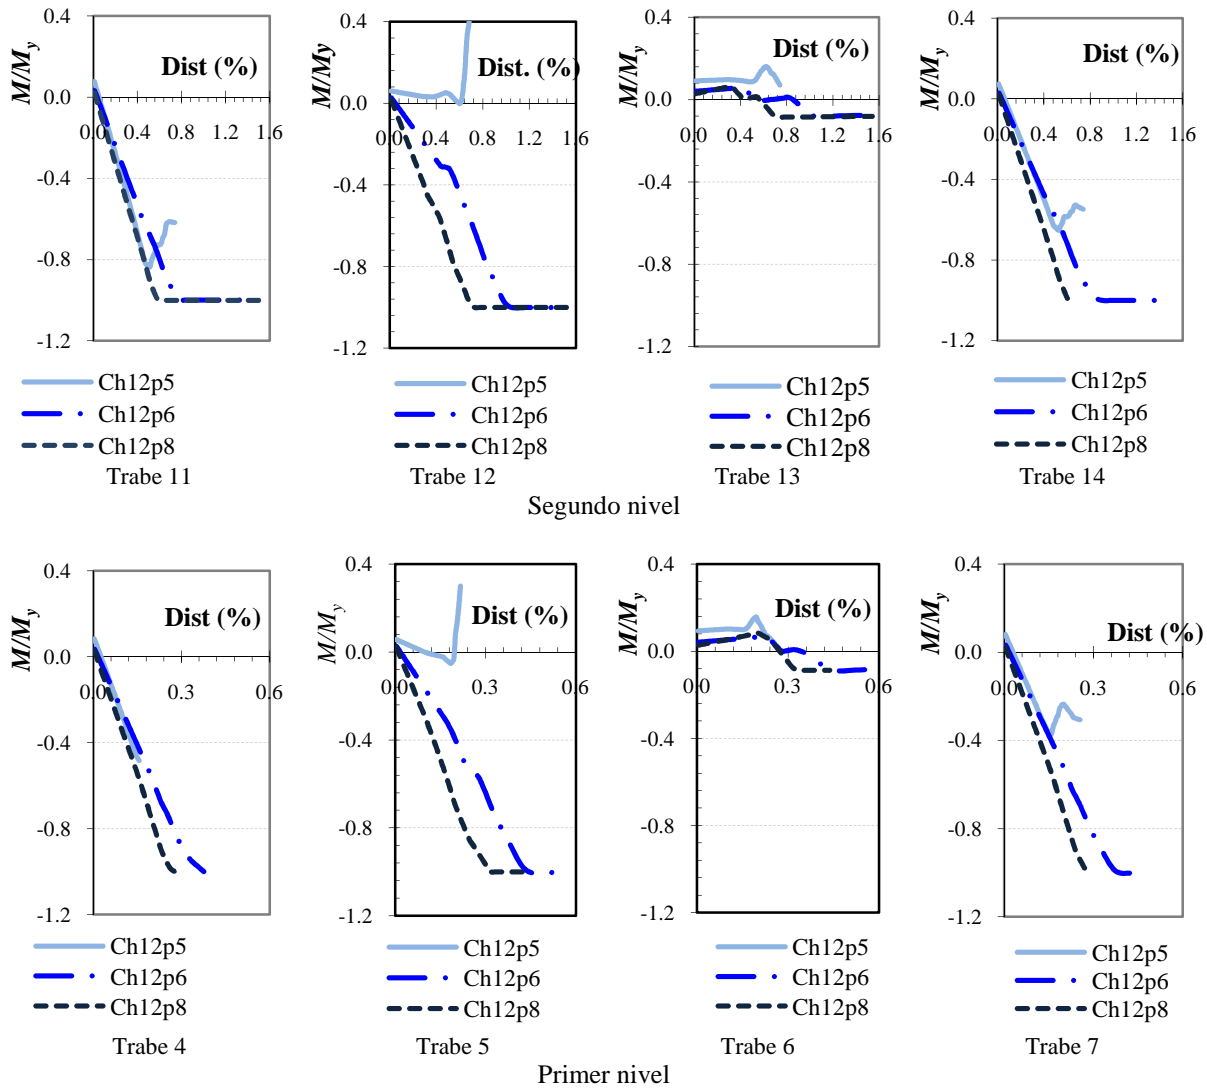 M/My
0.4
0.0
-0.4
-0.8
-1.2
0.0 0.4 0.8 1.2 1.6
Dist (%)
Ch12p5
Ch12p6
Ch12p8
Trabe 11
M/My
0.4
0.0
-0.4
-0.8
-1.2
0.0 0.4 0.8 1.2 1.6
Dist. (%)
Ch12p5
Ch12p6
Ch12p8
Trabe 12
M/My
0.4
0.0
-0.4
-0.8
-1.2
0.0 0.4 0.8 1.2 1.6
Dist (%)
Ch12p5
Ch12p6
Ch12p8
Trabe 13
M/My
0.4
0.0
-0.4
-0.8
-1.2
0.0 0.4 0.8 1.2 1.6
Dist (%)
Ch12p5
Ch12p6
Ch12p8
Trabe 14
Segundo nivel
M/My
0.4
0.0
-0.4
-0.8
-1.2
0.0 0.3 0.6
Dist (%)
Ch12p5
Ch12p6
Ch12p8
Trabe 4
M/My
0.4
0.0
-0.4
-0.8
-1.2
0.0 0.3 0.6
Dist (%)
Ch12p5
Ch12p6
Ch12p8
Trabe 5
M/My
0.4
0.0
-0.4
-0.8
-1.2
0.0 0.3 0.6
Dist (%)
Ch12p5
Ch12p6
Ch12p8
Trabe 6
M/My
0.4
0.0
-0.4
-0.8
-1.2
0.0 0.3 0.6
Dist (%)
Ch12p5
Ch12p6
Ch12p8
Trabe 7
Primer nivel